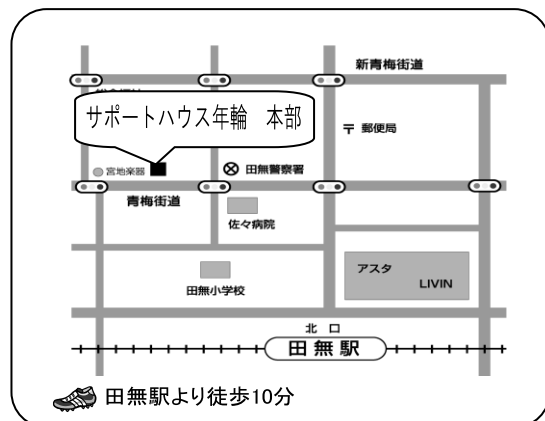 新青梅街道
サポートハウス年輪　本部
〒 郵便局
宮地楽器
田無警察署
青梅街道
佐々病院
アスタ
LIVIN
田無小学校
北 口
田無駅
田無駅より徒歩10分